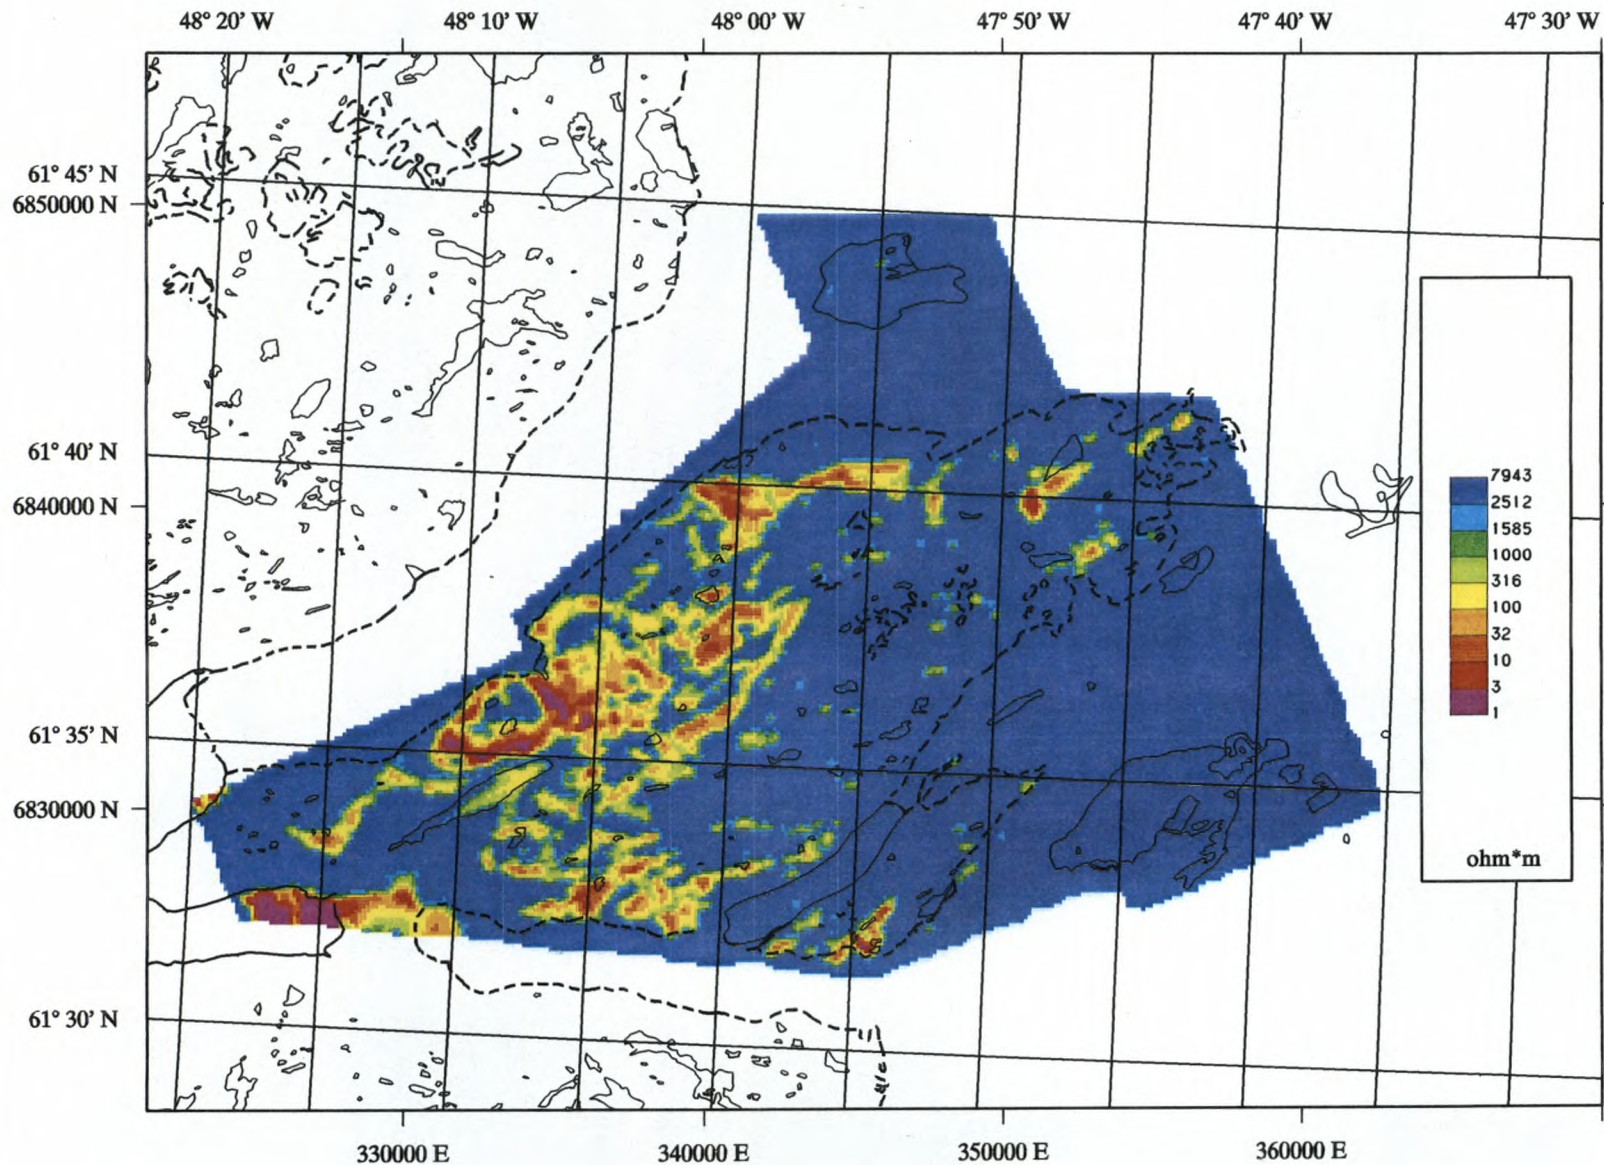 48° 20' W 48° 10' W 48° 00' W 47° 50' W 47° 40' W 47° 30' W
61° 45' N
6850000 N
61° 40' N
6840000 N
61° 35' N
6830000 N
61° 30' N
7943
2512
1585
1000
316
100
32
10
3
1
ohm*m
330000 E 340000 E 350000 E 360000 E